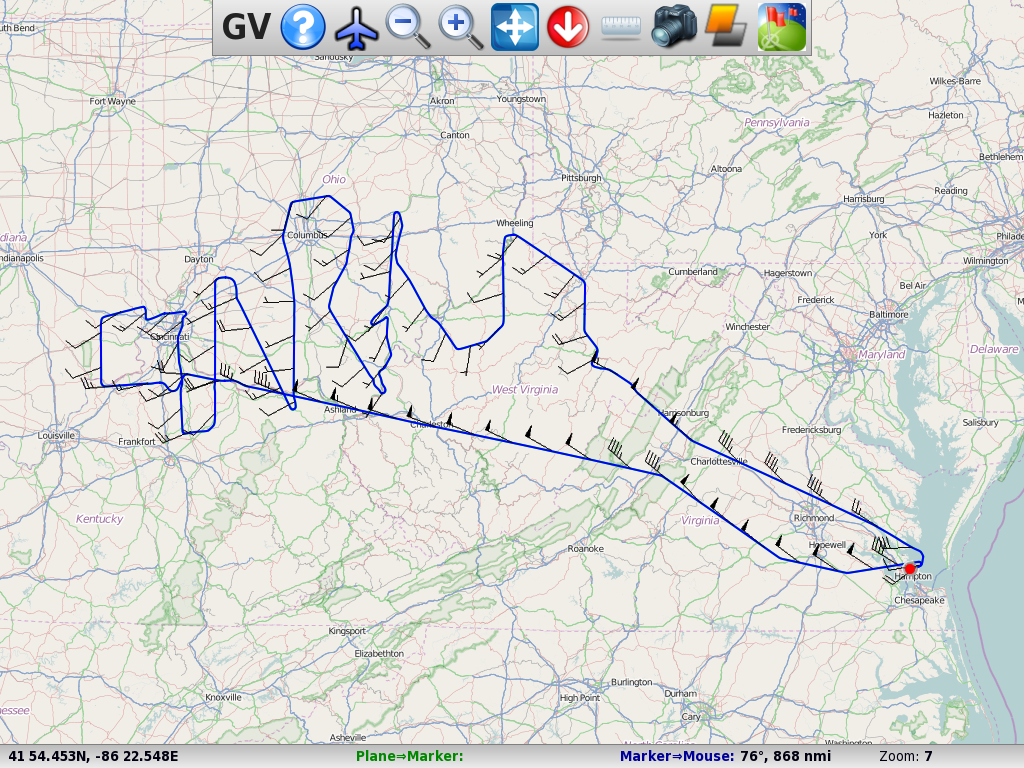 GV
?
uth Bend
Sandusky
Fort Wayne
Akron
Youngstown
Wilkes-Barre
Hazleton
Canton
Pennsylvania
Bethlehem
Altoona
Pittsburgh
Ohio
Reading
Harrisburg
Wheeling
Columbus
York
Philade
diana
ndianapolis
Dayton
Wilmington
Cumberland
Hagerstown
Bel Air
Frederick
Baltimore
Winchester
Cincinnati
Maryland
Delaware
West Virginia
Ashland
Harrisonburg
Charleston
Salisbury
Fredericksburg
Louisville
Frankfort
Charlottesville
Kentucky
Virginia
Richmond
Hopewell
Roanoke
Hampton
Chesapeake
Kingsport
Elizabethton
Knoxville
Burlington
High Point
Durham
nessee
Cary
Asheville
Washington
41 54.453N, -86 22.548E Plane⇒Marker: Marker⇒Mouse: 76°, 868 nmi Zoom: 7